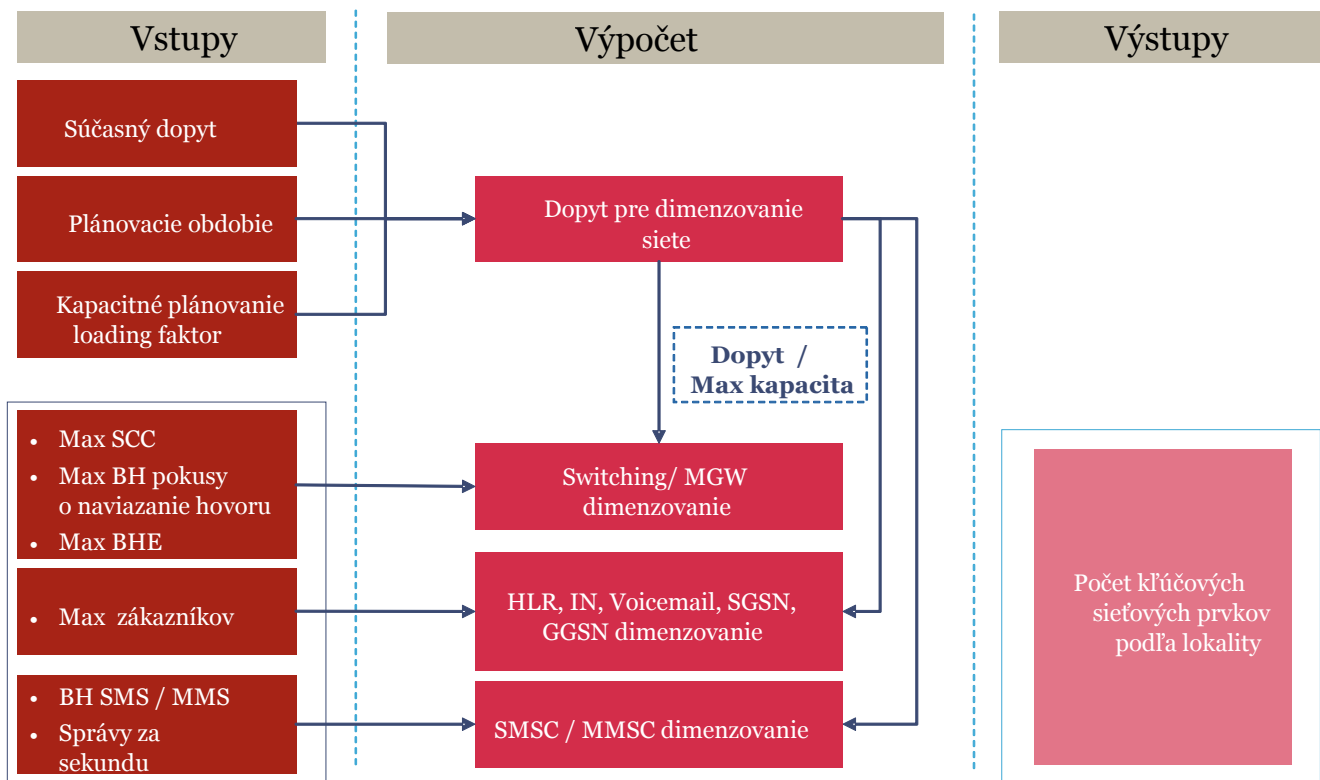 Vstupy
Výpočet
Výstupy
Súčasný dopyt
Plánovacie obdobie
Kapacitné plánovanie
loading faktor
Dopyt pre dimenzovanie
siete
Dopyt /
Max kapacita
• Max SCC
• Max BH pokusy
o naviazanie hovoru
• Max BHE
Switching/ MGW
dimenzovanie
• Max zákazníkov
HLR, IN, Voicemail, SGSN,
GGSN dimenzovanie
• BH SMS / MMS
• Správy za
sekundu
SMSC / MMSC dimenzovanie
Počet kľúčových
sieťových prvkov
podľa lokality